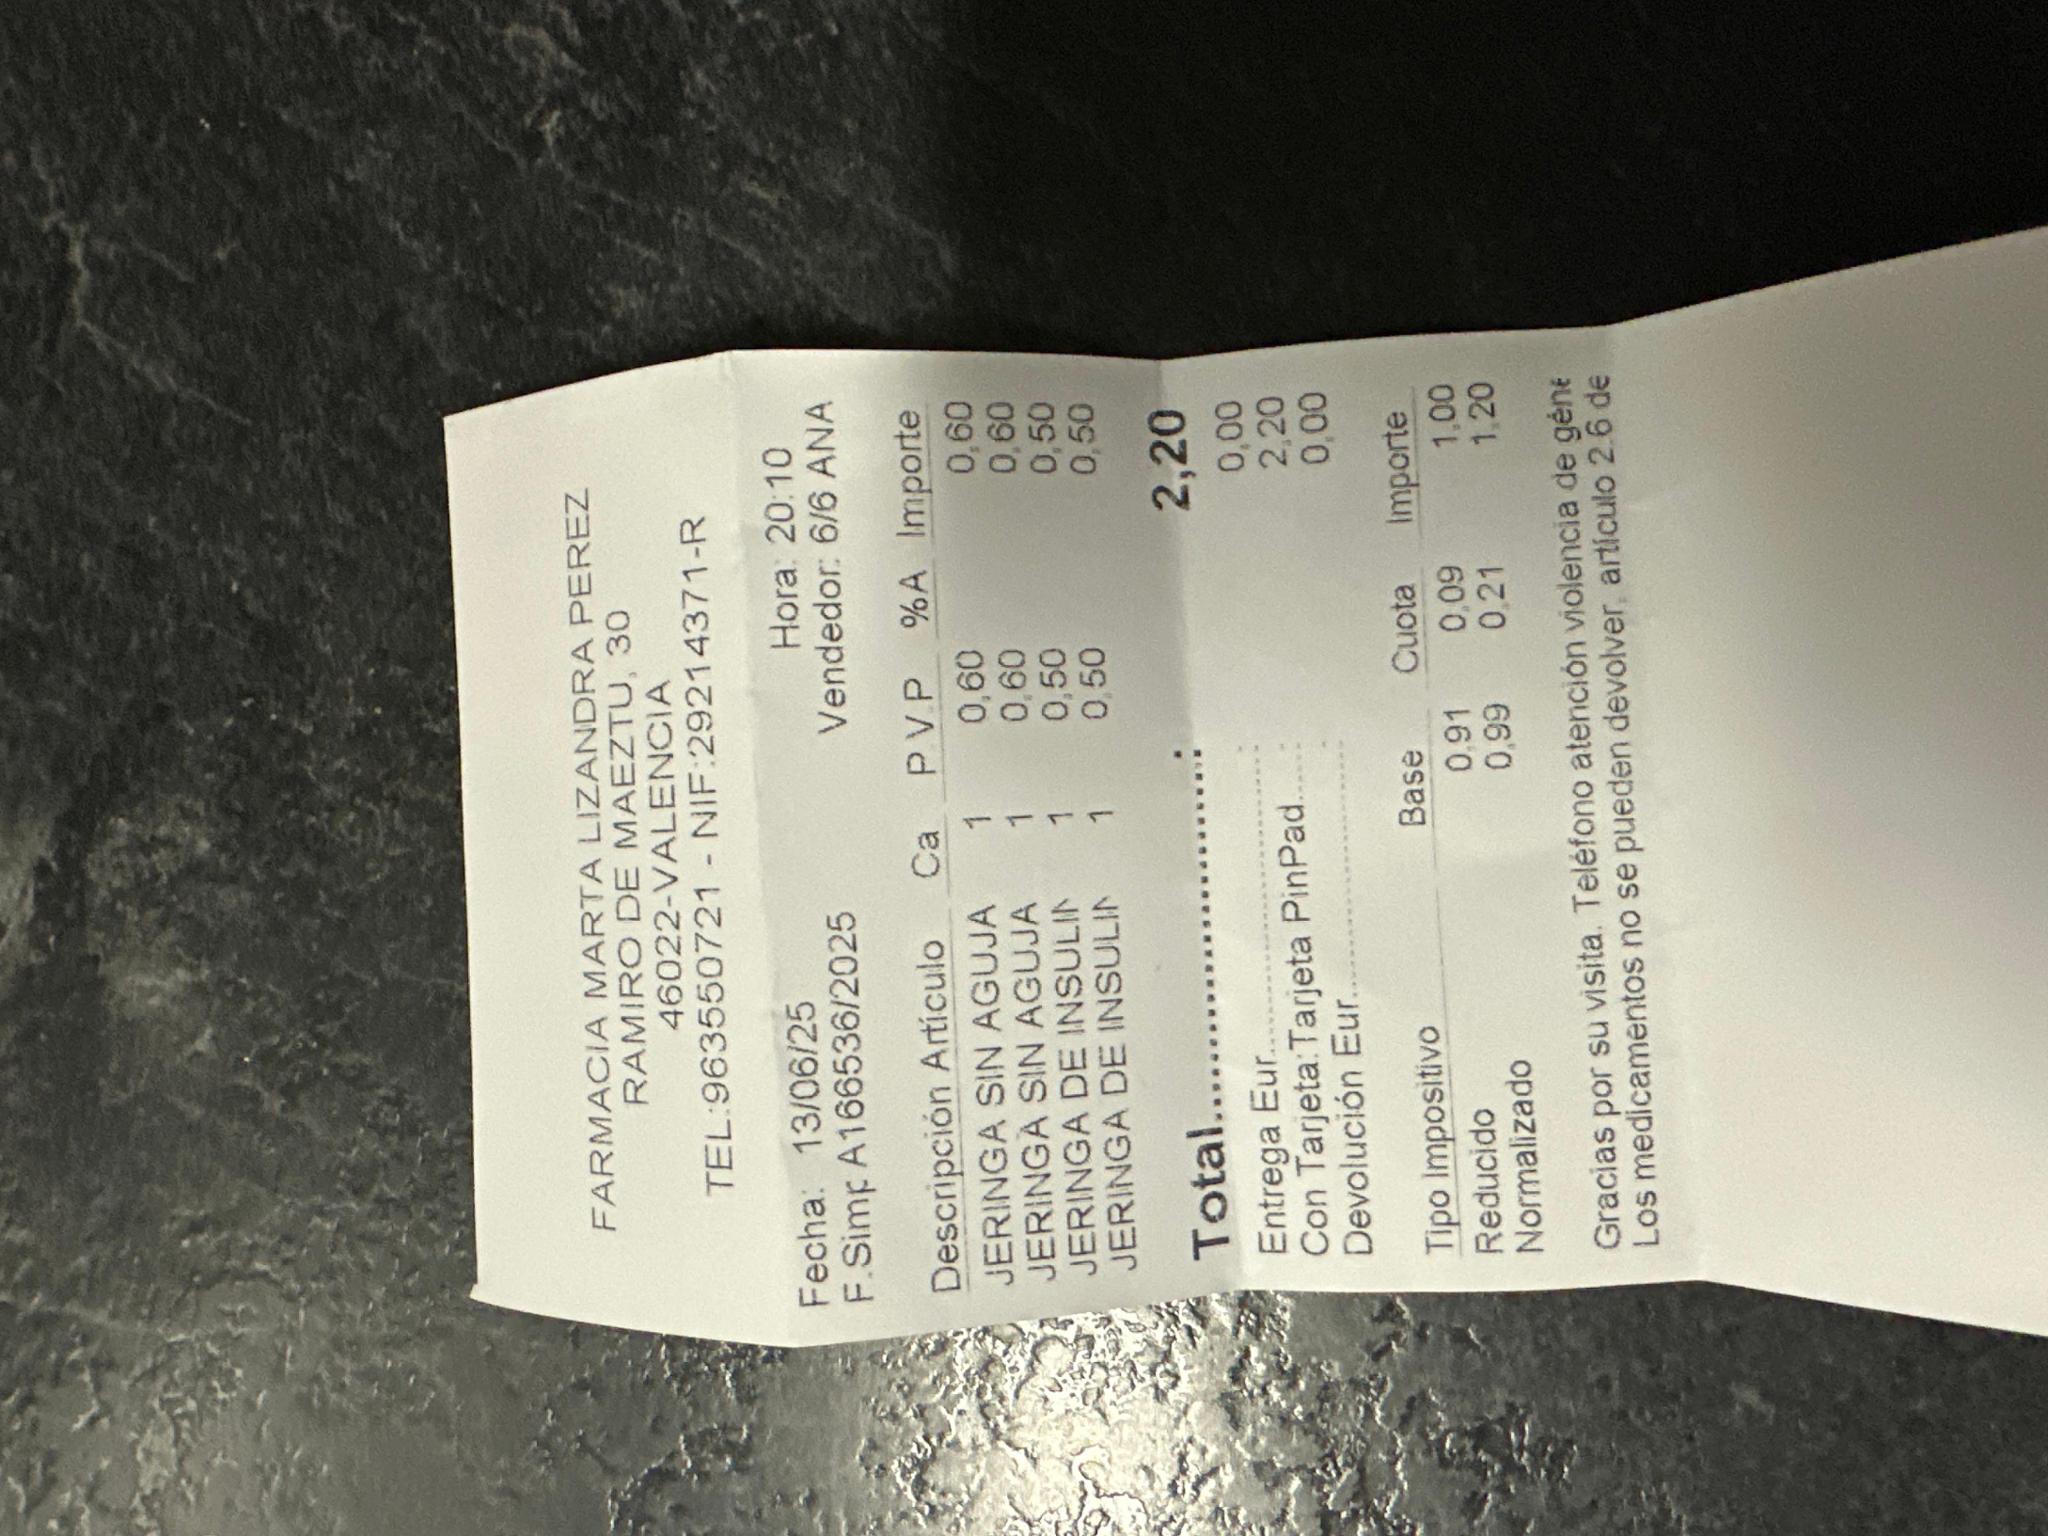 FARMACIA MARTA LIZANDRA PEREZ
RAMIRO DE MAEZTU, 30
46022-VALENCIA
TEL.:963550721 - NIF:29214371-R
Fecha: 13/06/25 Hora: 20:10
F.Simp A166536/2025 Vendedor: 6/6 ANA
Descripción Artículo Ca P.V.P %A Importe
JERINGA SIN AGUJA 1 0,60 0,60
JERINGA SIN AGUJA 1 0,60 0,60
JERINGA DE INSULIN 1 0,50 0,50
JERINGA DE INSULIN 1 0,50 0,50
Total................................ 2,20
Entrega Eur................................ 0,00
Con Tarjeta:Tarjeta PinPad...... 2,20
Devolución Eur........................... 0,00
Tipo Impositivo Base Cuota Importe
Reducido 0,91 0,09 1,00
Normalizado 0,99 0,21 1,20
Gracias por su visita. Teléfono atención violencia de géne
Los medicamentos no se pueden devolver, artículo 2.6 de